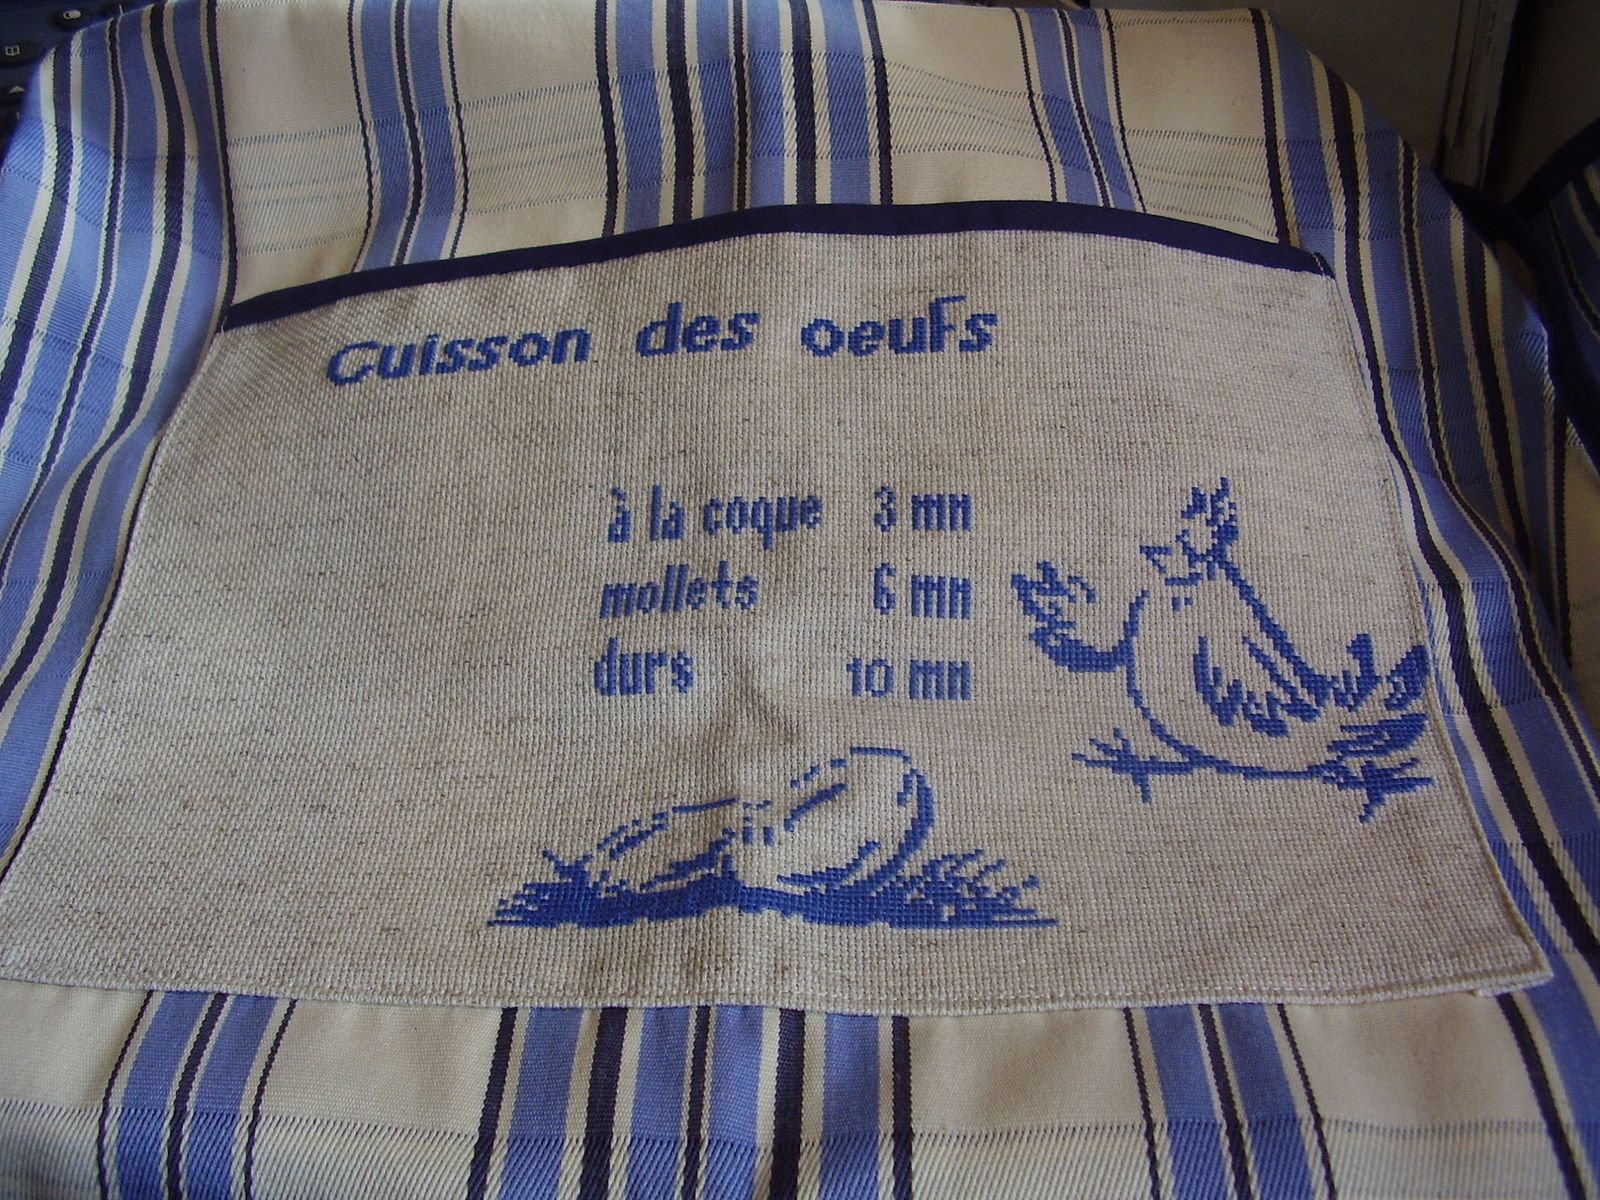 Cuisson des oeufs
à la coque 3 mn
mollets 6 mn
durs 10 mn